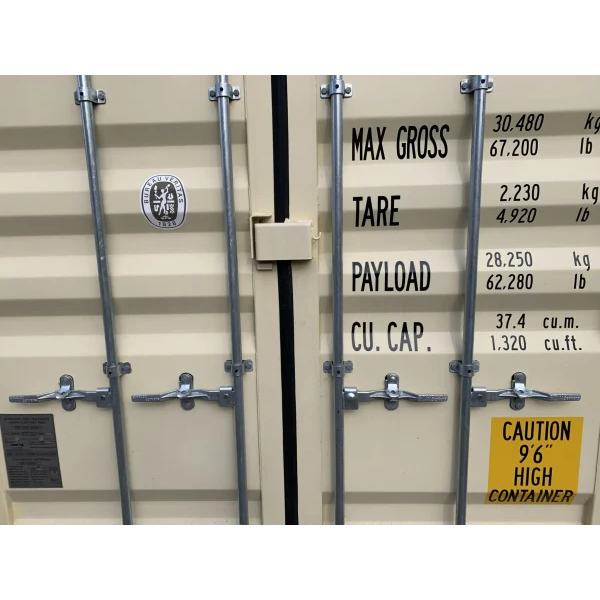 MAX GROSS 30.480 kg
67.200 lb
TARE 2.230 kg
4.920 lb
PAYLOAD 28.250 kg
62.280 lb
CU. CAP. 37.4 cu.m.
1.320 cu.ft.
BUREAU VERITAS
1828
CAUTION
9'6"
HIGH
CONTAINER